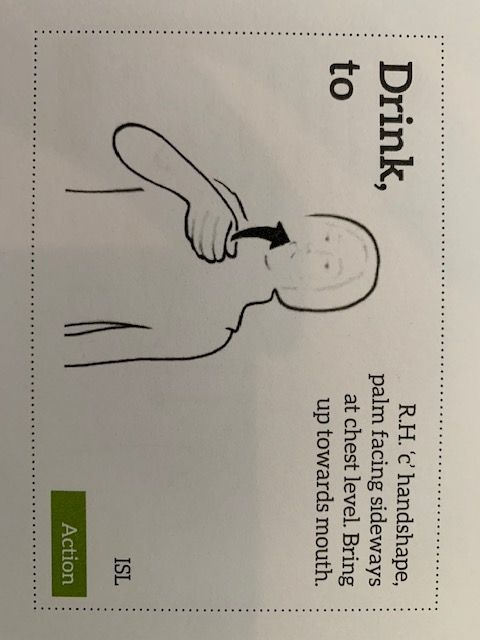 Drink,
to
R.H. ‘c’ handshape,
palm facing sideways
at chest level. Bring
up towards mouth.
ISL
Action